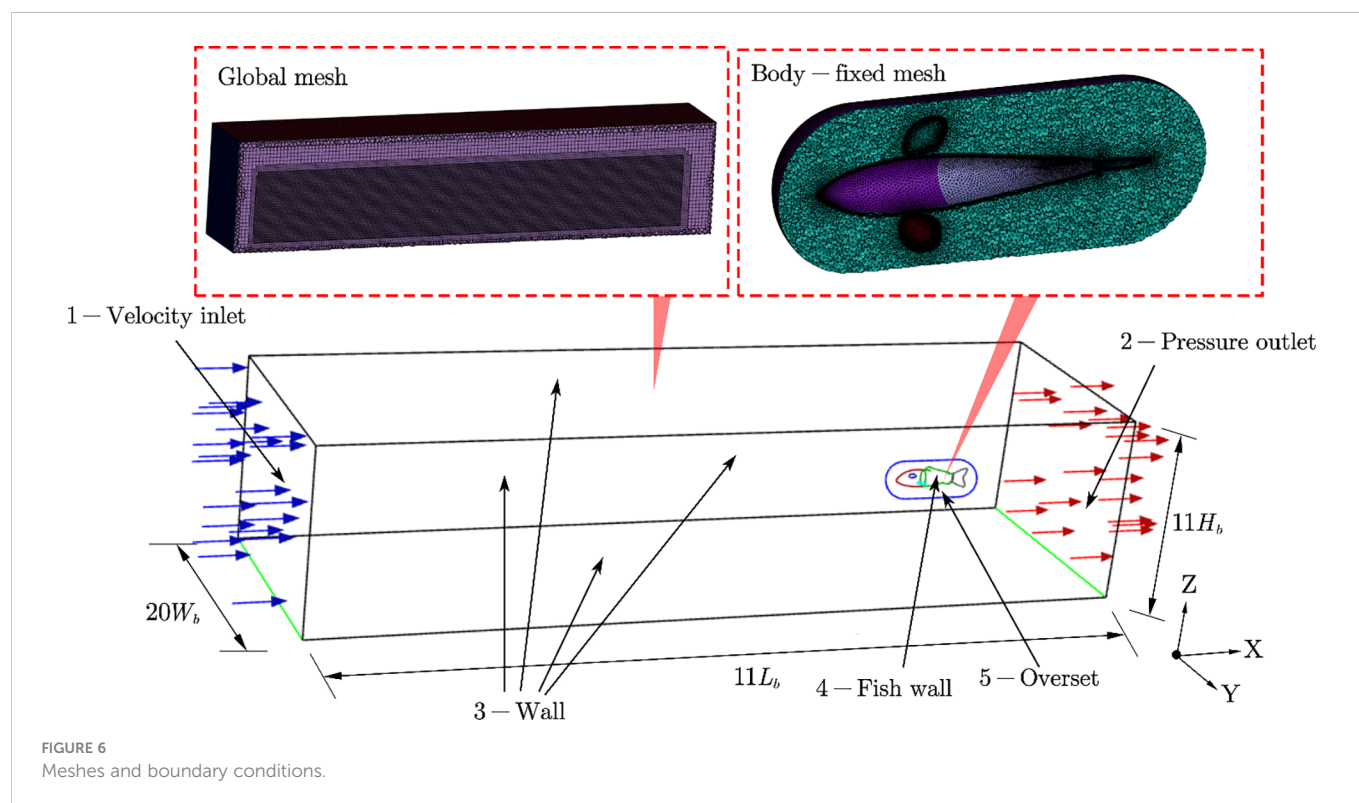 Global mesh
Body – fixed mesh
1 – Velocity inlet
2 – Pressure outlet
11H_b
20W_b
Z
X
Y
11L_b
4 – Fish wall
5 – Overset
3 – Wall
FIGURE 6
Meshes and boundary conditions.